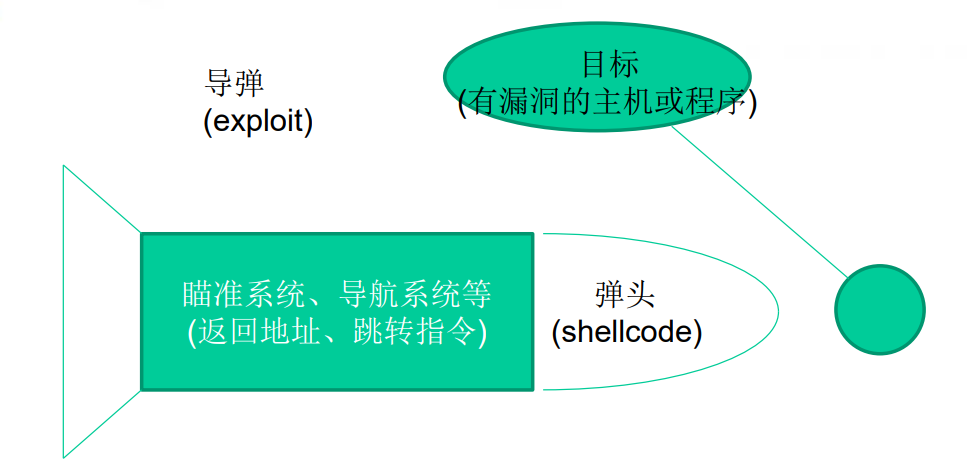 导弹
(exploit)
目标
(有漏洞的主机或程序)
瞄准系统、导航系统等
(返回地址、跳转指令)
弹头
(shellcode)